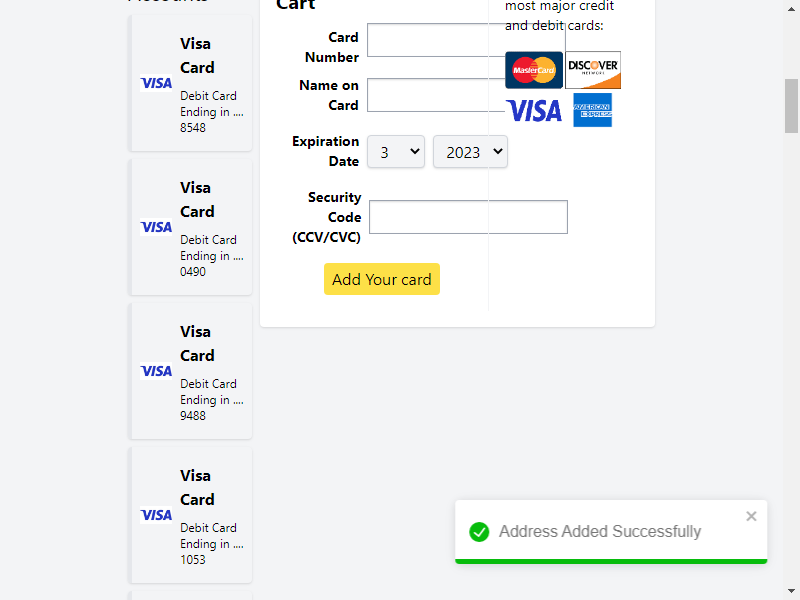 Visa
Card
Debit Card
Ending in ....
8548
Visa
Card
Debit Card
Ending in ....
0490
Visa
Card
Debit Card
Ending in ....
9488
Visa
Card
Debit Card
Ending in ....
1053
VISA
VISA
VISA
VISA
Cart
Card
Number
Name on
Card
Expiration
Date
3
2023
Security
Code
(CCV/CVC)
Add Your card
most major credit
and debit cards:
MasterCard
DISCOVER
NETWORK
VISA
AMERICAN
EXPRESS
Address Added Successfully